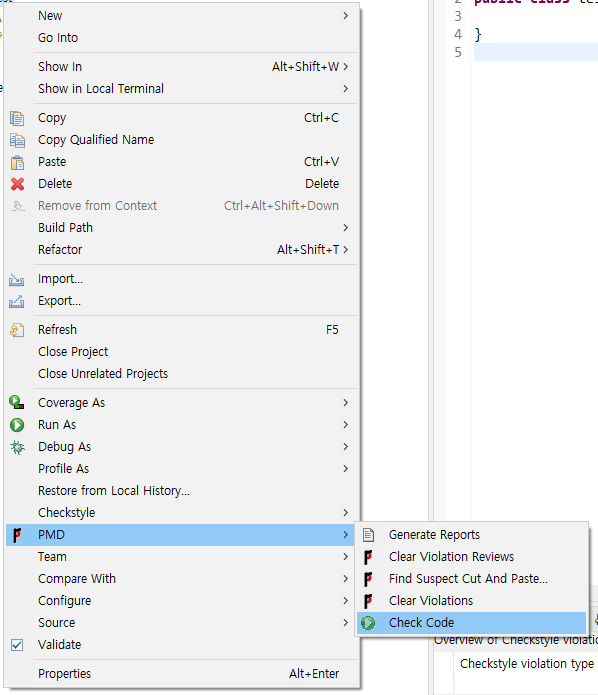 New
Go Into
Show In Alt+Shift+W
Show in Local Terminal
Copy Ctrl+C
Copy Qualified Name
Paste Ctrl+V
Delete Delete
Remove from Context Ctrl+Alt+Shift+Down
Build Path
Refactor Alt+Shift+T
Import...
Export...
Refresh F5
Close Project
Close Unrelated Projects
Coverage As
Run As
Debug As
Profile As
Restore from Local History...
Checkstyle
PMD
Team
Compare With
Configure
Source
Validate
Properties Alt+Enter
Generate Reports
Clear Violation Reviews
Find Suspect Cut And Paste...
Clear Violations
Check Code
2 public class
3
4 }
5
Overview of Checkstyle
Checkstyle violation type